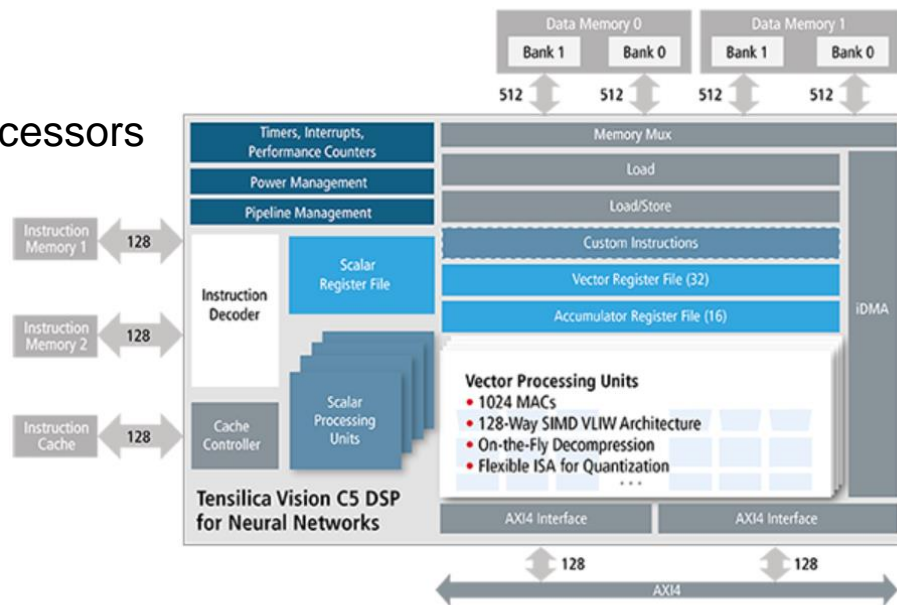 cessors
Data Memory 0
Bank 1
Bank 0
Data Memory 1
Bank 1
Bank 0
512
512
512
512
Timers, Interrupts,
Performance Counters
Power Management
Pipeline Management
Memory Mux
Load
Load/Store
Custom Instructions
Vector Register File (32)
Accumulator Register File (16)
iDMA
Instruction
Memory 1
128
Instruction
Memory 2
128
Instruction
Cache
128
Instruction
Decoder
Scalar
Register File
Cache
Controller
Scalar
Processing
Units
Vector Processing Units
• 1024 MACs
• 128-Way SIMD VLIW Architecture
• On-the-Fly Decompression
• Flexible ISA for Quantization
. . .
Tensilica Vision C5 DSP
for Neural Networks
AXI4 Interface
AXI4 Interface
128
128
AXI4